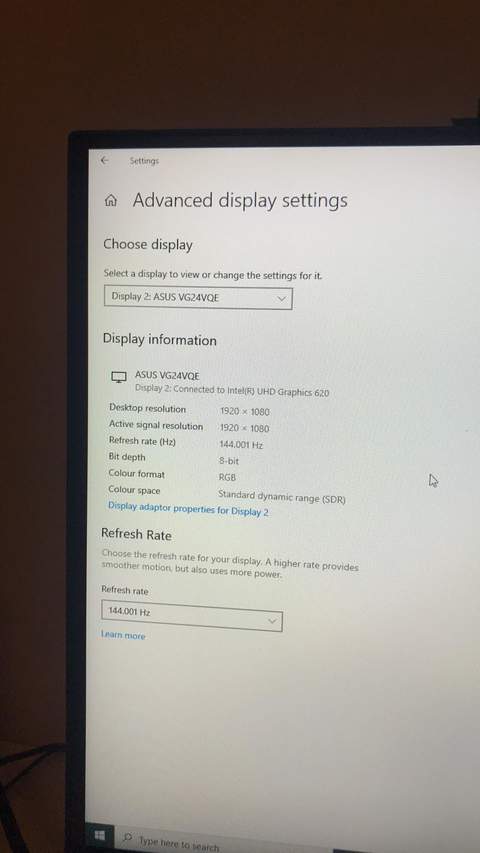 Settings
Advanced display settings
Choose display
Select a display to view or change the settings for it.
Display 2: ASUS VG24VQE
Display information
ASUS VG24VQE
Display 2: Connected to Intel(R) UHD Graphics 620
Desktop resolution 1920 × 1080
Active signal resolution 1920 × 1080
Refresh rate (Hz) 144.001 Hz
Bit depth 8-bit
Colour format RGB
Colour space Standard dynamic range (SDR)
Display adaptor properties for Display 2
Refresh Rate
Choose the refresh rate for your display. A higher rate provides
smoother motion, but also uses more power.
Refresh rate
144.001 Hz
Learn more
Type here to search